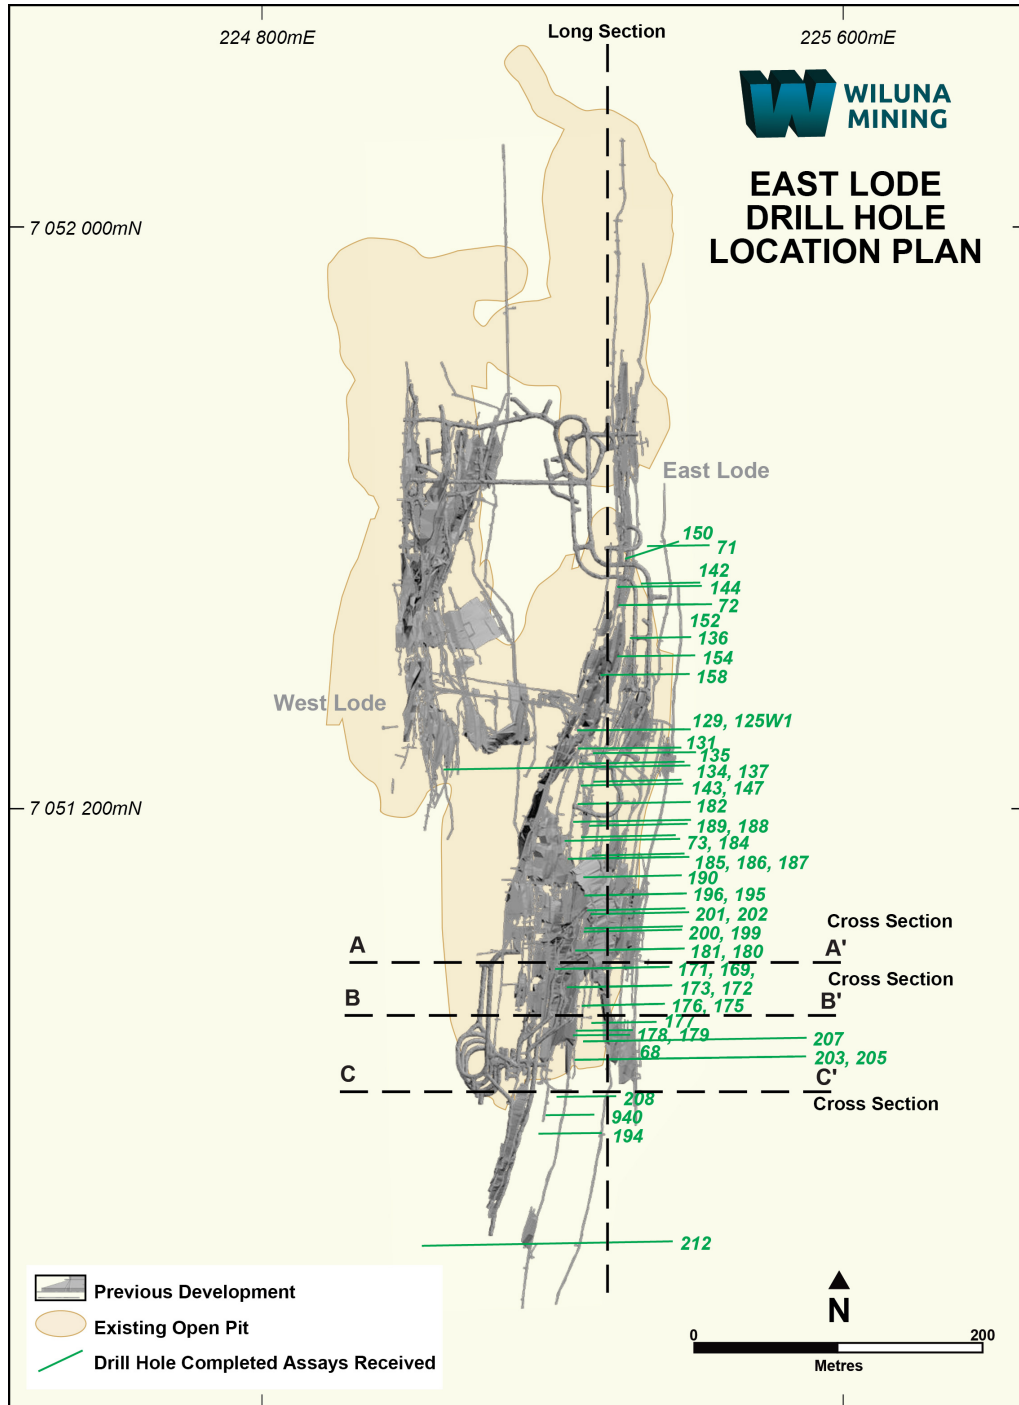 224 800mE
Long Section
225 600mE
WILUNA
MINING
EAST LODE
DRILL HOLE
LOCATION PLAN
7 052 000mN
East Lode
150
71
142
144
72
152
136
154
158
West Lode
129, 125W1
131
135
134, 137
143, 147
7 051 200mN
182
189, 188
73, 184
185, 186, 187
190
196, 195
201, 202
Cross Section
200, 199
A
181, 180
A'
171, 169,
Cross Section
173, 172
B
176, 175
B'
177
178, 179
207
68
203, 205
C
C'
208
Cross Section
940
194
212
Previous Development
Existing Open Pit
Drill Hole Completed Assays Received
N
0
200
Metres